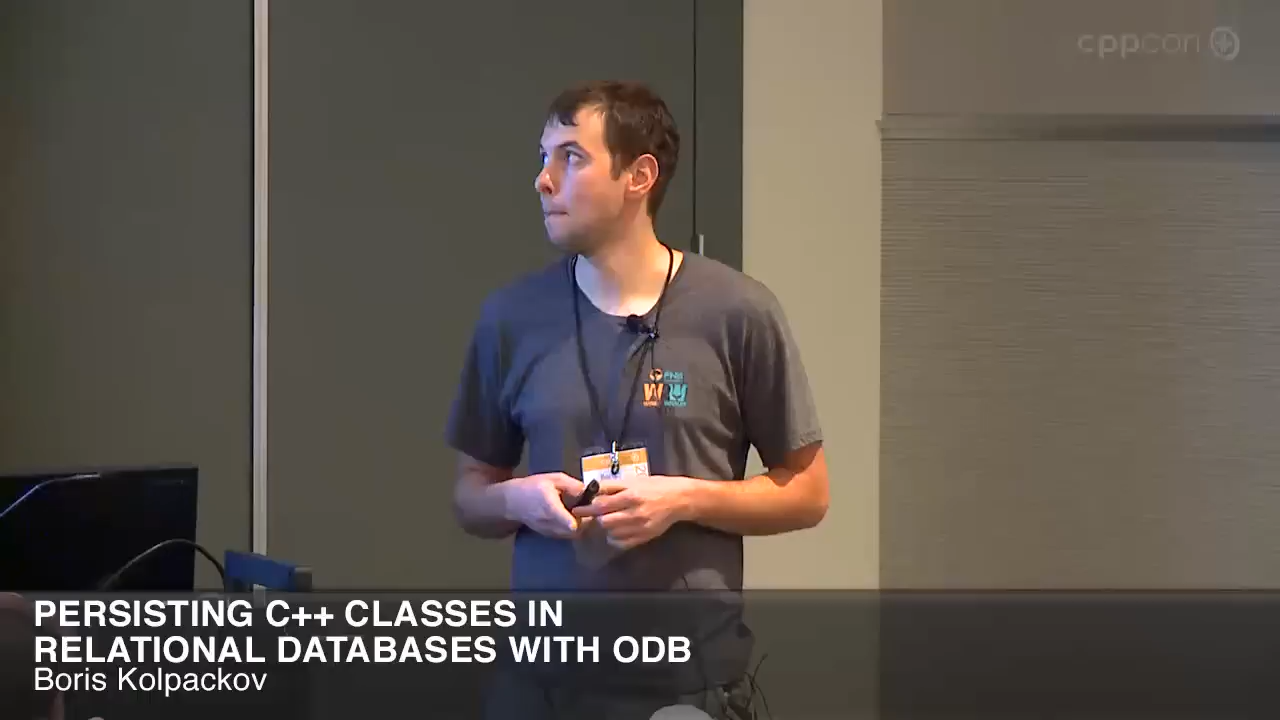 cppcon
PERSISTING C++ CLASSES IN
RELATIONAL DATABASES WITH ODB
Boris Kolpackov